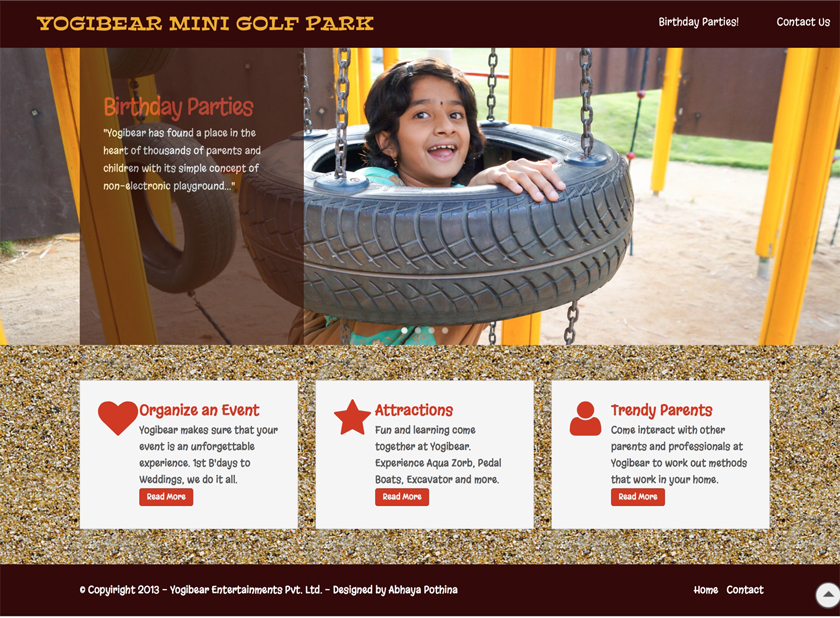 YOGIBEAR MINI GOLF PARK
Birthday Parties!
Contact Us
Birthday Parties
"Yogibear has found a place in the
heart of thousands of parents and
children with its simple concept of
non-electronic playground..."
Organize an Event
Yogibear makes sure that your
event is an unforgettable
experience. 1st B'days to
Weddings, we do it all.
Read More
Attractions
Fun and learning come
together at Yogibear.
Experience Aqua Zorb, Pedal
Boats, Excavator and more.
Read More
Trendy Parents
Come interact with other
parents and professionals at
Yogibear to work out methods
that work in your home.
Read More
© Copyiright 2013 - Yogibear Entertainments Pvt. Ltd. - Designed by Abhaya Pothina
Home Contact